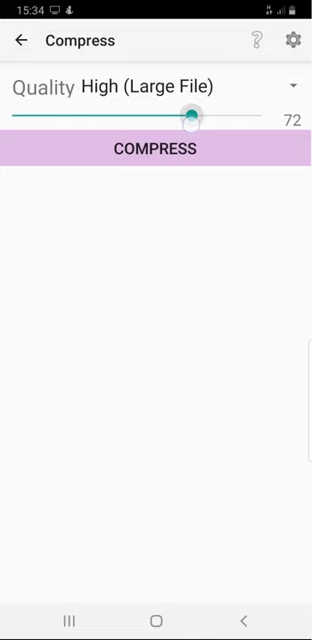 15:34
Compress
Quality High (Large File)
72
COMPRESS